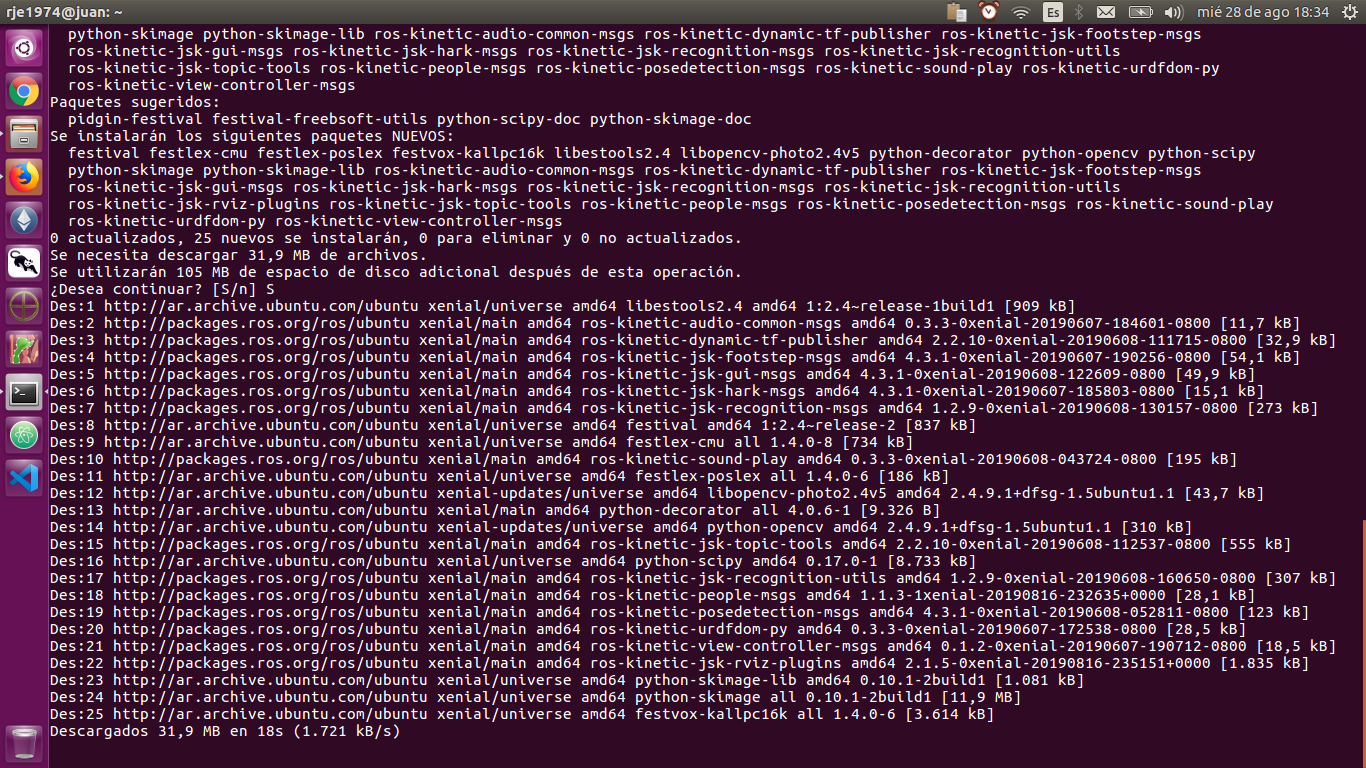 rje1974@juan: ~
Es
mié 28 de ago 18:34
python-skimage python-skimage-lib ros-kinetic-audio-common-msgs ros-kinetic-dynamic-tf-publisher ros-kinetic-jsk-footstep-msgs
ros-kinetic-jsk-gui-msgs ros-kinetic-jsk-hark-msgs ros-kinetic-jsk-recognition-msgs ros-kinetic-jsk-recognition-utils
ros-kinetic-jsk-topic-tools ros-kinetic-people-msgs ros-kinetic-posedetection-msgs ros-kinetic-sound-play ros-kinetic-urdfdom-py
ros-kinetic-view-controller-msgs
Paquetes sugeridos:
pidgin-festival festival-freebsoft-utils python-scipy-doc python-skimage-doc
Se instalarán los siguientes paquetes NUEVOS:
festival festlex-cmu festlex-poslex festvox-kallpc16k libestools2.4 libopencv-photo2.4v5 python-decorator python-opencv python-scipy
python-skimage python-skimage-lib ros-kinetic-audio-common-msgs ros-kinetic-dynamic-tf-publisher ros-kinetic-jsk-footstep-msgs
ros-kinetic-jsk-gui-msgs ros-kinetic-jsk-hark-msgs ros-kinetic-jsk-recognition-msgs ros-kinetic-jsk-recognition-utils
ros-kinetic-jsk-rviz-plugins ros-kinetic-jsk-topic-tools ros-kinetic-people-msgs ros-kinetic-posedetection-msgs ros-kinetic-sound-play
ros-kinetic-urdfdom-py ros-kinetic-view-controller-msgs
0 actualizados, 25 nuevos se instalarán, 0 para eliminar y 0 no actualizados.
Se necesita descargar 31,9 MB de archivos.
Se utilizarán 105 MB de espacio de disco adicional después de esta operación.
¿Desea continuar? [S/n] S
Des:1 http://ar.archive.ubuntu.com/ubuntu xenial/universe amd64 libestools2.4 amd64 1:2.4~release-1build1 [909 kB]
Des:2 http://packages.ros.org/ros/ubuntu xenial/main amd64 ros-kinetic-audio-common-msgs amd64 0.3.3-0xenial-20190607-184601-0800 [11,7 kB]
Des:3 http://packages.ros.org/ros/ubuntu xenial/main amd64 ros-kinetic-dynamic-tf-publisher amd64 2.2.10-0xenial-20190608-111715-0800 [32,9 kB]
Des:4 http://packages.ros.org/ros/ubuntu xenial/main amd64 ros-kinetic-jsk-footstep-msgs amd64 4.3.1-0xenial-20190607-190256-0800 [54,1 kB]
Des:5 http://packages.ros.org/ros/ubuntu xenial/main amd64 ros-kinetic-jsk-gui-msgs amd64 4.3.1-0xenial-20190608-122609-0800 [49,9 kB]
Des:6 http://packages.ros.org/ros/ubuntu xenial/main amd64 ros-kinetic-jsk-hark-msgs amd64 4.3.1-0xenial-20190607-185803-0800 [15,1 kB]
Des:7 http://packages.ros.org/ros/ubuntu xenial/main amd64 ros-kinetic-jsk-recognition-msgs amd64 1.2.9-0xenial-20190608-130157-0800 [273 kB]
Des:8 http://ar.archive.ubuntu.com/ubuntu xenial/universe amd64 festival amd64 1:2.4~release-2 [837 kB]
Des:9 http://ar.archive.ubuntu.com/ubuntu xenial/universe amd64 festlex-cmu all 1.4.0-8 [734 kB]
Des:10 http://packages.ros.org/ros/ubuntu xenial/main amd64 ros-kinetic-sound-play amd64 0.3.3-0xenial-20190608-043724-0800 [195 kB]
Des:11 http://ar.archive.ubuntu.com/ubuntu xenial/universe amd64 festlex-poslex all 1.4.0-6 [186 kB]
Des:12 http://ar.archive.ubuntu.com/ubuntu xenial-updates/universe amd64 libopencv-photo2.4v5 amd64 2.4.9.1+dfsg-1.5ubuntu1.1 [43,7 kB]
Des:13 http://ar.archive.ubuntu.com/ubuntu xenial/main amd64 python-decorator all 4.0.6-1 [9.326 B]
Des:14 http://ar.archive.ubuntu.com/ubuntu xenial-updates/universe amd64 python-opencv amd64 2.4.9.1+dfsg-1.5ubuntu1.1 [310 kB]
Des:15 http://packages.ros.org/ros/ubuntu xenial/main amd64 ros-kinetic-jsk-topic-tools amd64 2.2.10-0xenial-20190608-112537-0800 [555 kB]
Des:16 http://ar.archive.ubuntu.com/ubuntu xenial/universe amd64 python-scipy amd64 0.17.0-1 [8.733 kB]
Des:17 http://packages.ros.org/ros/ubuntu xenial/main amd64 ros-kinetic-jsk-recognition-utils amd64 1.2.9-0xenial-20190608-160650-0800 [307 kB]
Des:18 http://packages.ros.org/ros/ubuntu xenial/main amd64 ros-kinetic-people-msgs amd64 1.1.3-1xenial-20190816-232635+0000 [28,1 kB]
Des:19 http://packages.ros.org/ros/ubuntu xenial/main amd64 ros-kinetic-posedetection-msgs amd64 4.3.1-0xenial-20190608-052811-0800 [123 kB]
Des:20 http://packages.ros.org/ros/ubuntu xenial/main amd64 ros-kinetic-urdfdom-py amd64 0.3.3-0xenial-20190607-172538-0800 [28,5 kB]
Des:21 http://packages.ros.org/ros/ubuntu xenial/main amd64 ros-kinetic-view-controller-msgs amd64 0.1.2-0xenial-20190607-190712-0800 [18,5 kB]
Des:22 http://packages.ros.org/ros/ubuntu xenial/main amd64 ros-kinetic-jsk-rviz-plugins amd64 2.1.5-0xenial-20190816-235151+0000 [1.835 kB]
Des:23 http://ar.archive.ubuntu.com/ubuntu xenial/universe amd64 python-skimage-lib amd64 0.10.1-2build1 [1.081 kB]
Des:24 http://ar.archive.ubuntu.com/ubuntu xenial/universe amd64 python-skimage all 0.10.1-2build1 [11,9 MB]
Des:25 http://ar.archive.ubuntu.com/ubuntu xenial/universe amd64 festvox-kallpc16k all 1.4.0-6 [3.614 kB]
Descargados 31,9 MB en 18s (1.721 kB/s)